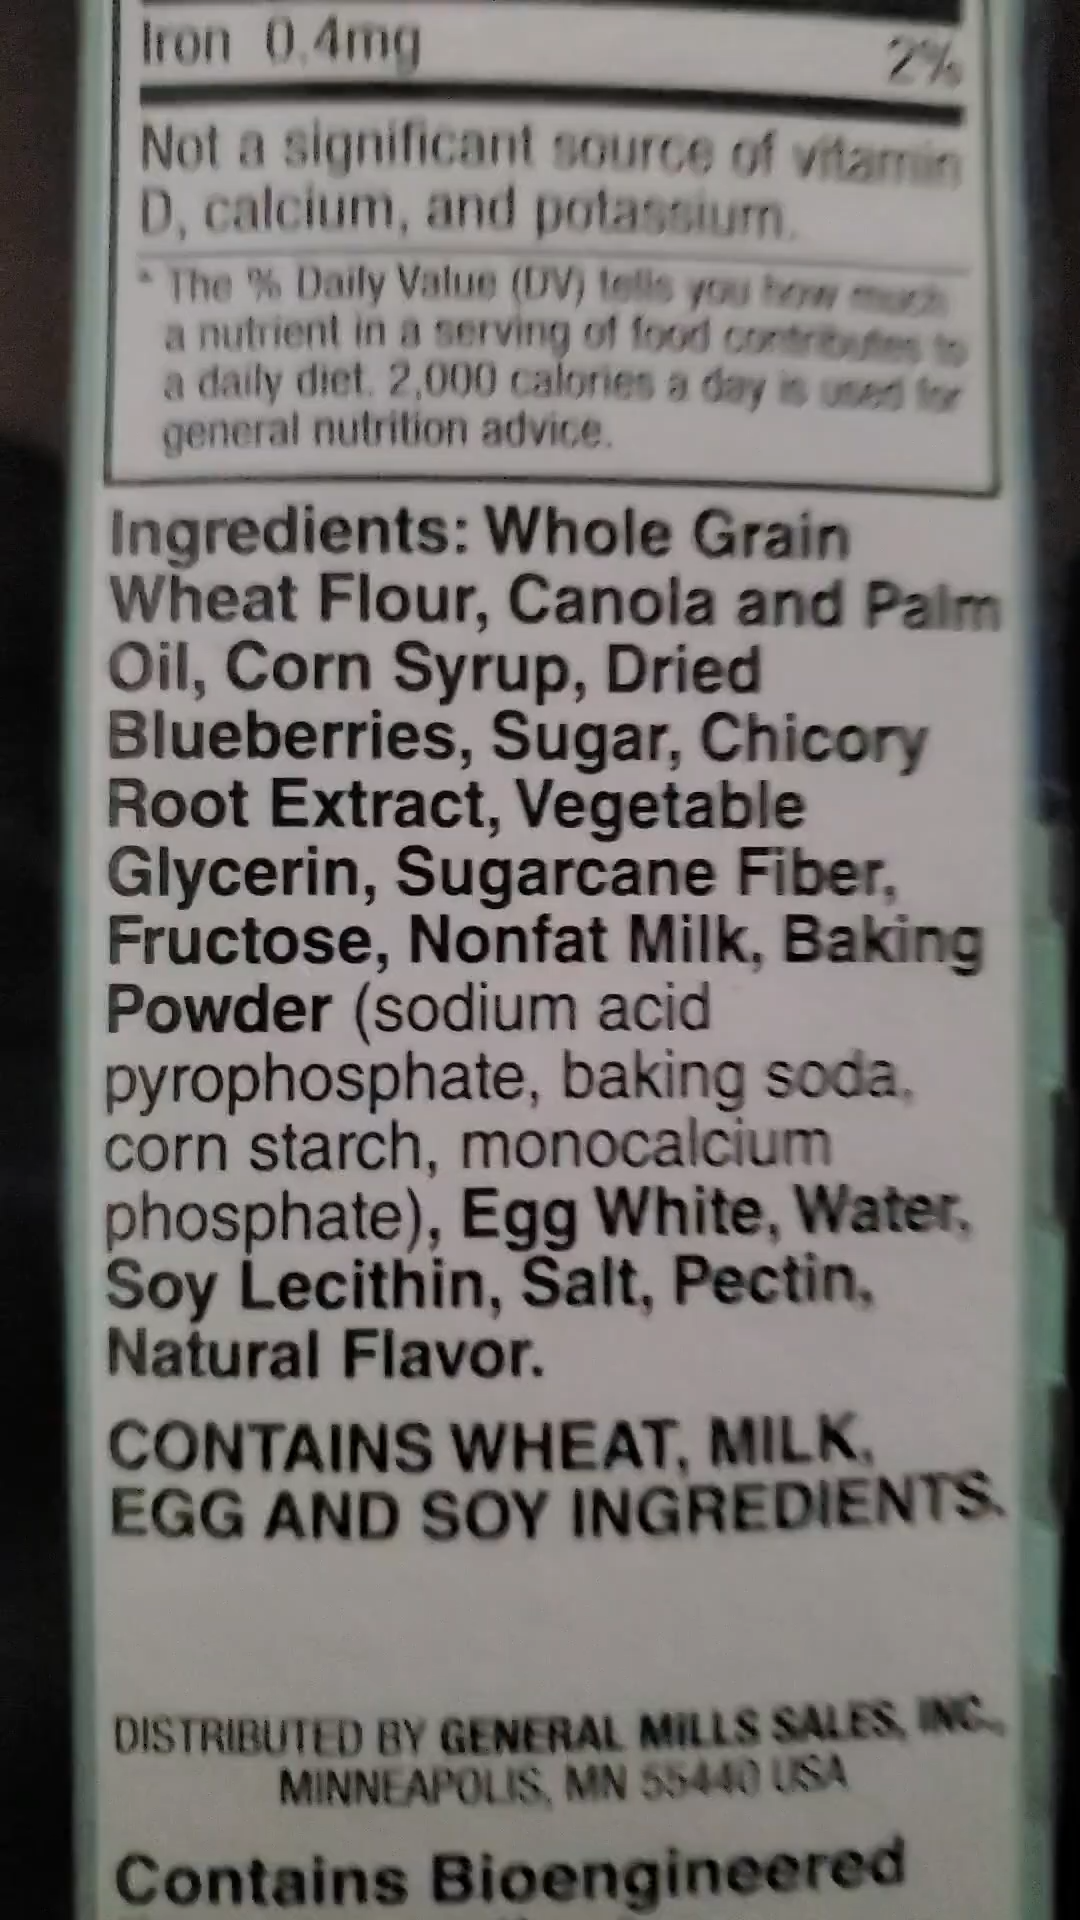 Iron 0.4mg 2%
Not a significant source of vitamin
D, calcium, and potassium.
* The % Daily Value (DV) tells you how much
a nutrient in a serving of food contributes to
a daily diet. 2,000 calories a day is used for
general nutrition advice.
Ingredients: Whole Grain
Wheat Flour, Canola and Palm
Oil, Corn Syrup, Dried
Blueberries, Sugar, Chicory
Root Extract, Vegetable
Glycerin, Sugarcane Fiber,
Fructose, Nonfat Milk, Baking
Powder (sodium acid
pyrophosphate, baking soda,
corn starch, monocalcium
phosphate), Egg White, Water,
Soy Lecithin, Salt, Pectin,
Natural Flavor.
CONTAINS WHEAT, MILK,
EGG AND SOY INGREDIENTS.
DISTRIBUTED BY GENERAL MILLS SALES, INC.,
MINNEAPOLIS, MN 55440 USA
Contains Bioengineered